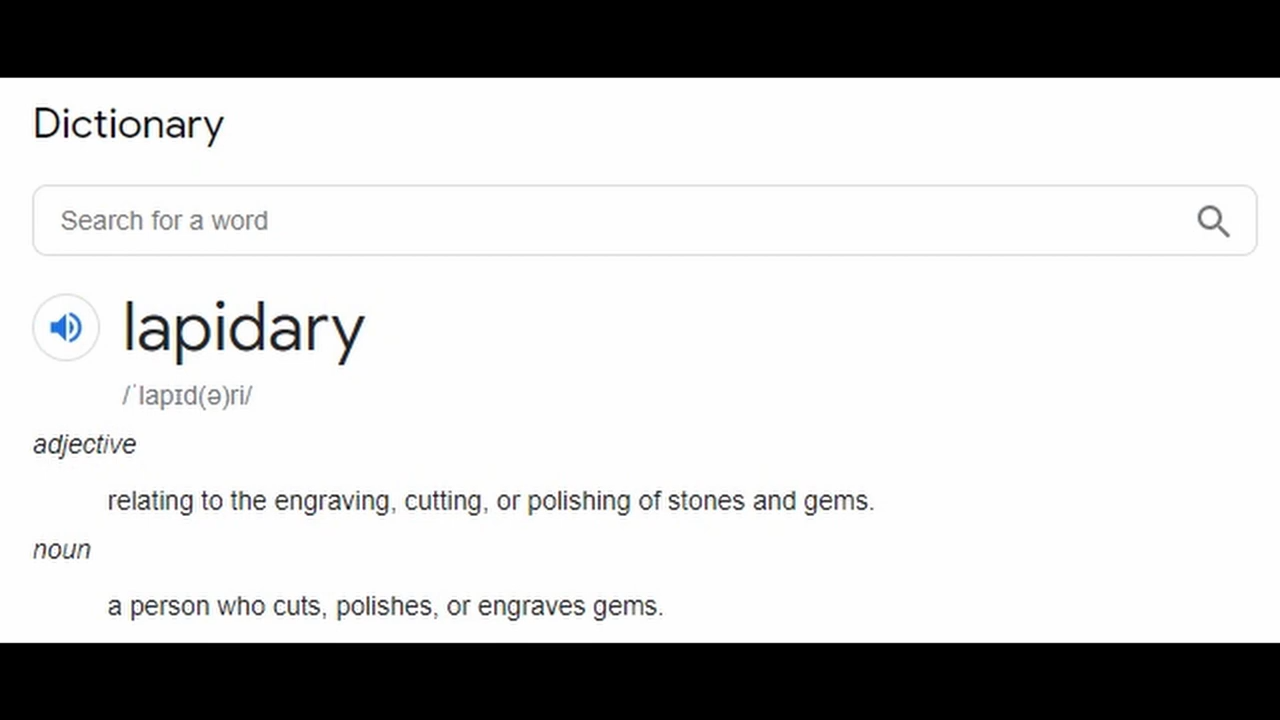 Dictionary
Search for a word
lapidary
/ˈlapɪd(ə)ri/
adjective
relating to the engraving, cutting, or polishing of stones and gems.
noun
a person who cuts, polishes, or engraves gems.